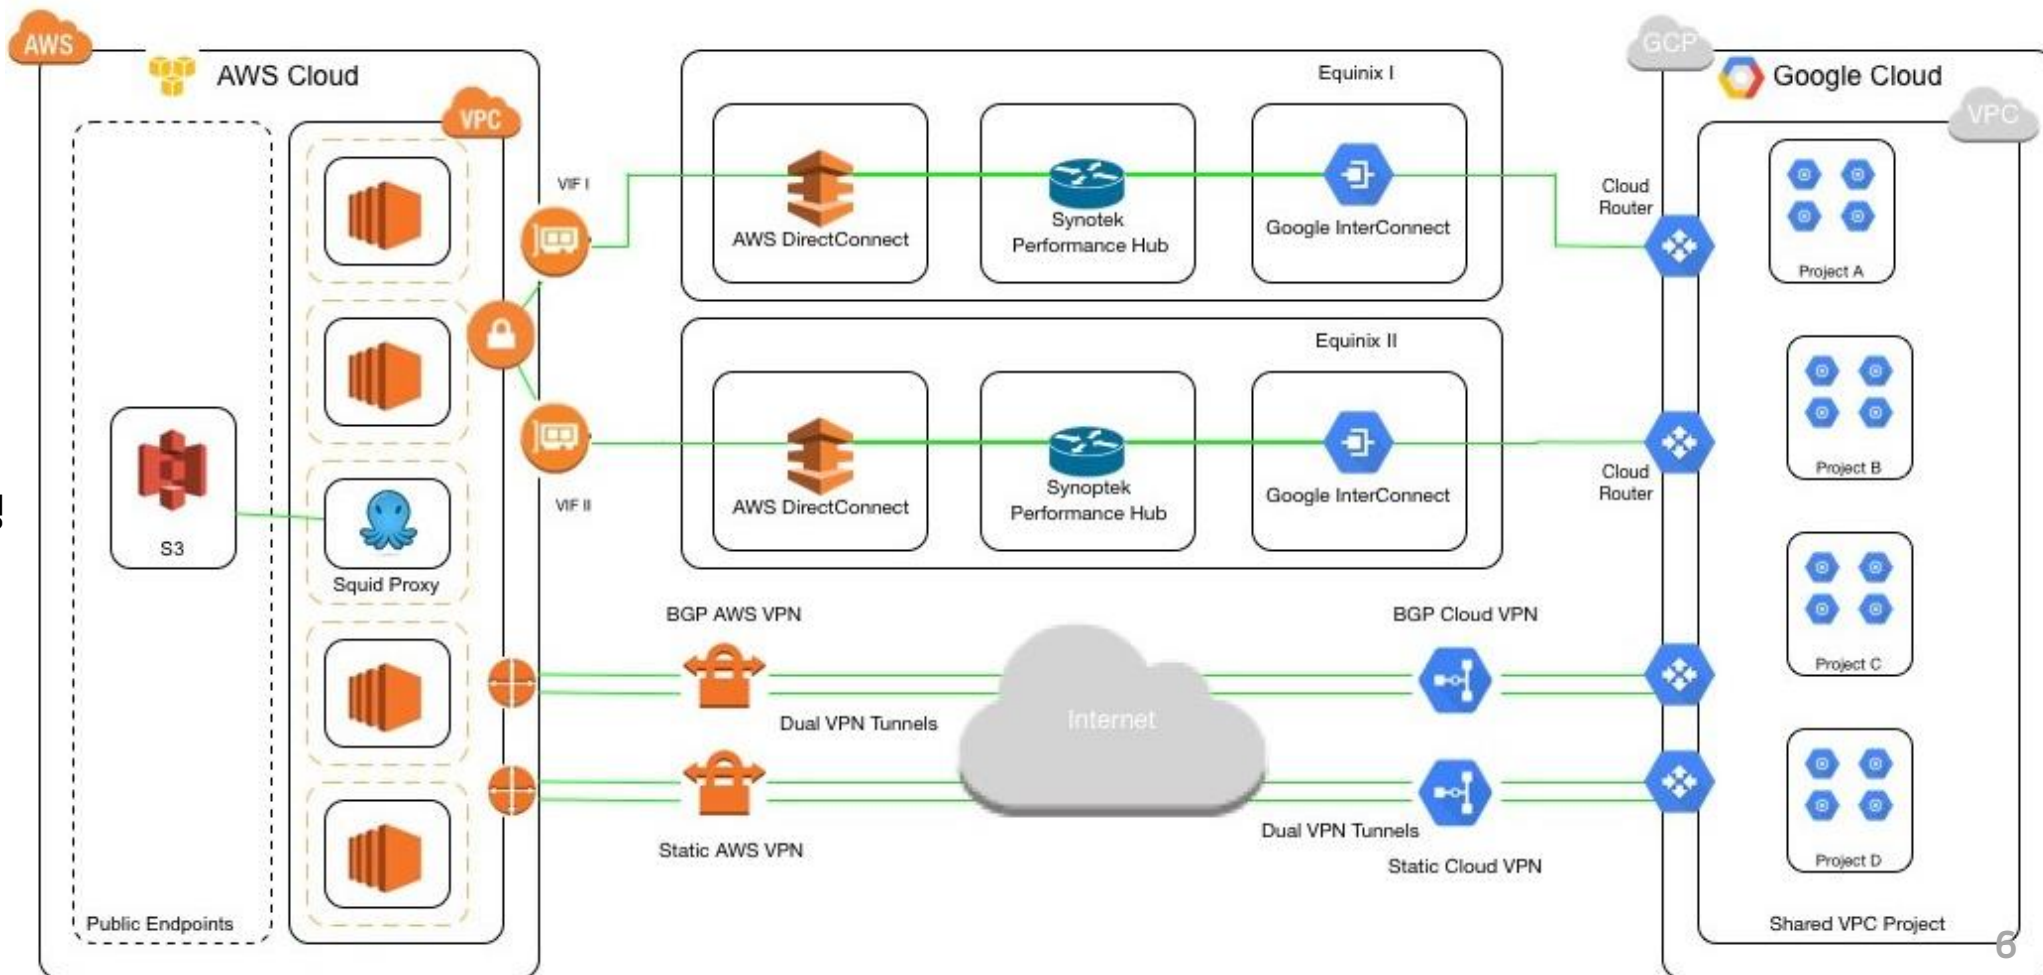 AWS
AWS Cloud
VPC
S3
Squid Proxy
Public Endpoints
VIF I
VIF II
Equinix I
AWS DirectConnect
Synotek
Performance Hub
Google InterConnect
Equinix II
AWS DirectConnect
Synoptek
Performance Hub
Google InterConnect
BGP AWS VPN
BGP Cloud VPN
Dual VPN Tunnels
Internet
Static AWS VPN
Dual VPN Tunnels
Static Cloud VPN
Cloud
Router
Cloud
Router
GCP
Google Cloud
VPC
Project A
Project B
Project C
Project D
Shared VPC Project
6